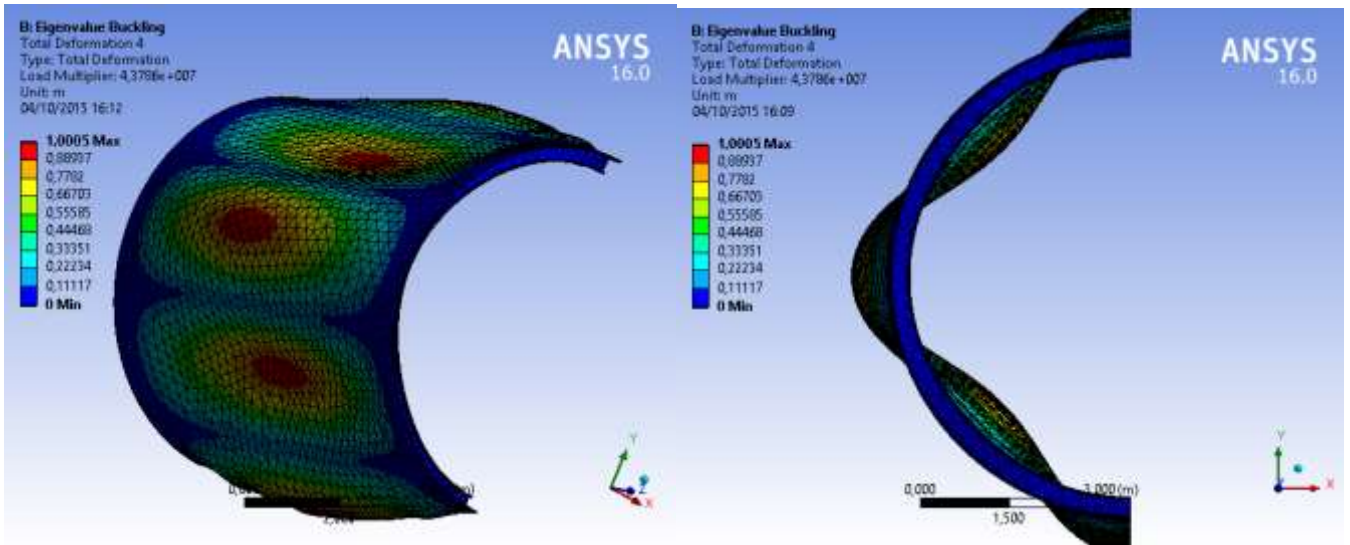 B: Eigenvalue Buckling
Total Deformation 4
Type: Total Deformation
Load Multiplier: 4,3786e+007
Unit: m
04/10/2015 16:12
1,0005 Max
0,88937
0,7782
0,66703
0,55585
0,44468
0,33351
0,22234
0,11117
0 Min
ANSYS
16.0
(m)
Y
Z
X
B: Eigenvalue Buckling
Total Deformation 4
Type: Total Deformation
Load Multiplier: 4,3786e+007
Unit: m
04/10/2015 16:09
1,0005 Max
0,88937
0,7782
0,66703
0,55585
0,44468
0,33351
0,22234
0,11117
0 Min
ANSYS
16.0
0,000
3,000 (m)
1,500
Y
X